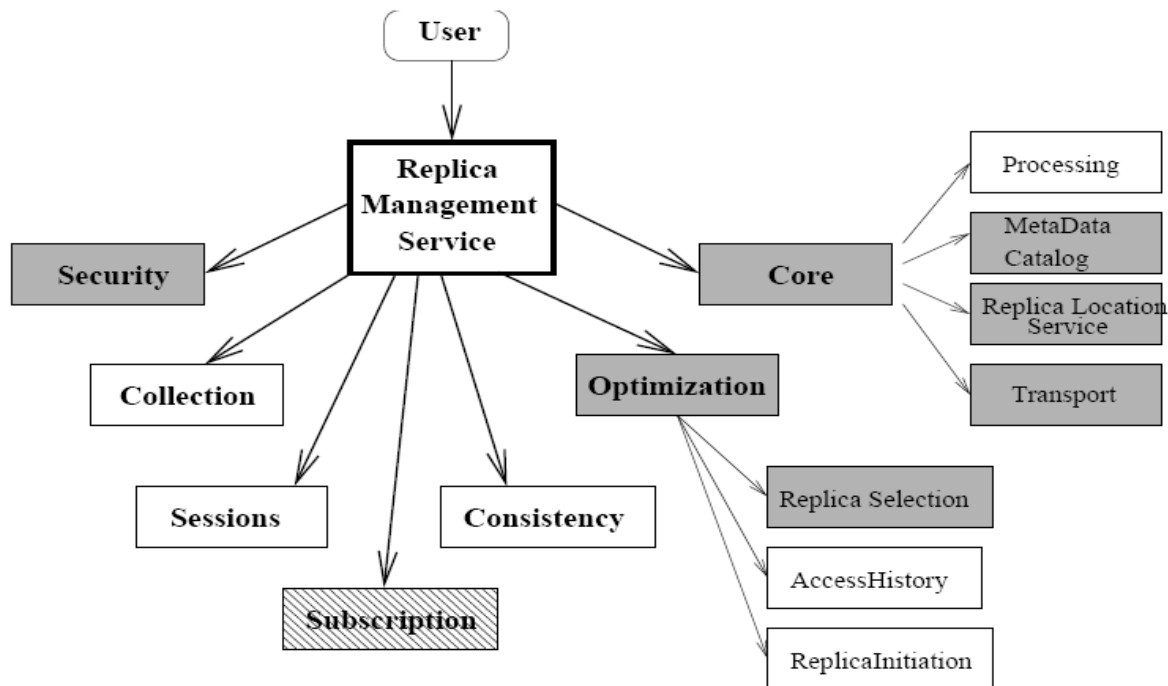 User
Replica
Management
Service
Processing
MetaData
Catalog
Security
Core
Replica Location
Service
Collection
Optimization
Transport
Sessions
Consistency
Replica Selection
AccessHistory
Subscription
ReplicaInitiation